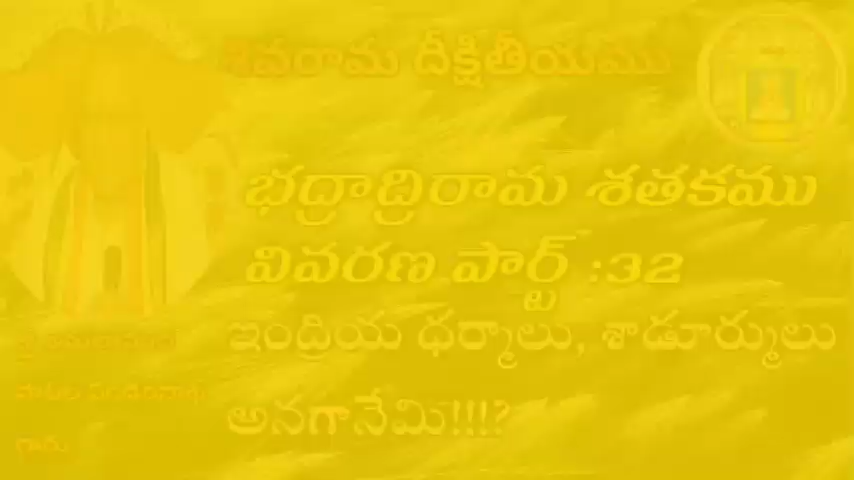 శివరామ దీక్షితీయము
భద్రాద్రిరామ శతకము
వివరణ పార్ట్ :32
ఇంద్రియ ధర్మాలు, శాడూర్ములు
అనగానేమి!!!?
గారు